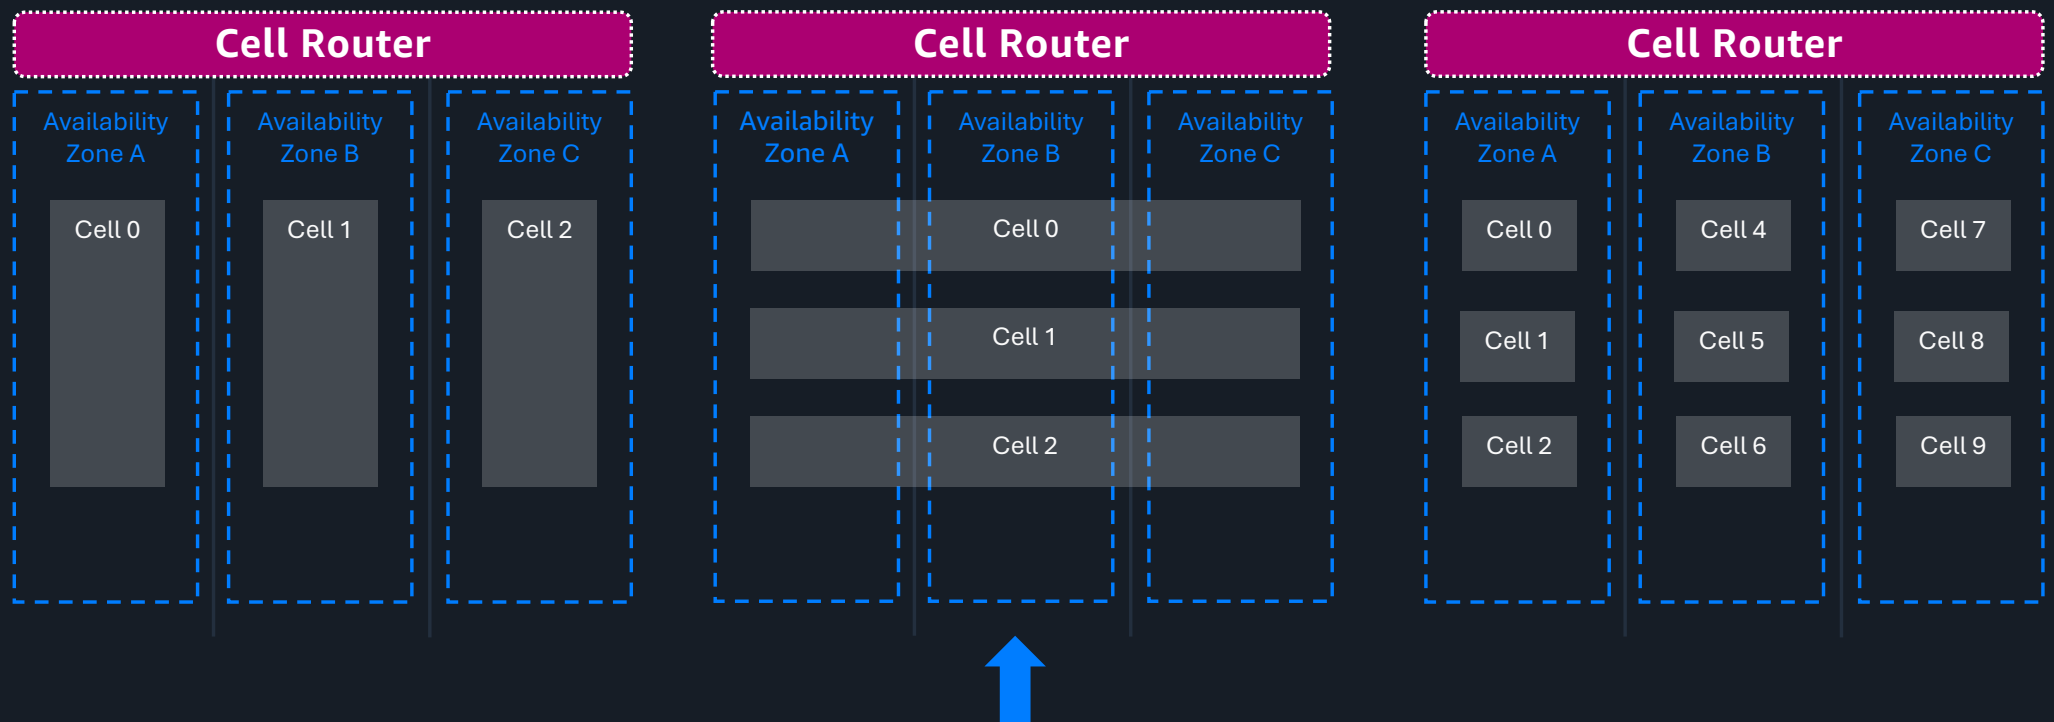 Cell Router
Availability
Zone A
Availability
Zone B
Availability
Zone C
Cell 0
Cell 1
Cell 2
Cell Router
Availability
Zone A
Availability
Zone B
Availability
Zone C
Cell 0
Cell 1
Cell 2
Cell Router
Availability
Zone A
Availability
Zone B
Availability
Zone C
Cell 0
Cell 4
Cell 7
Cell 1
Cell 5
Cell 8
Cell 2
Cell 6
Cell 9